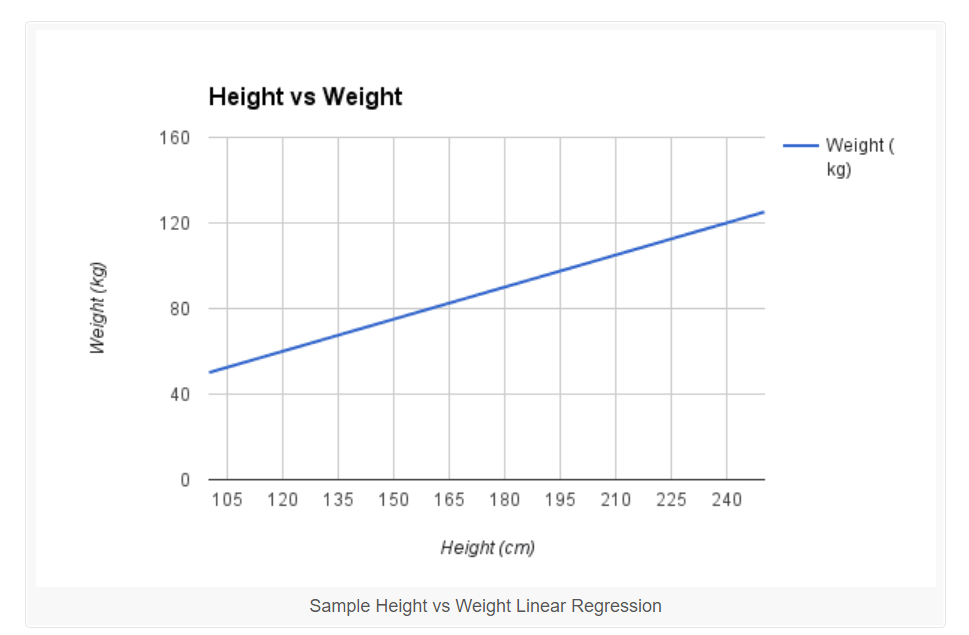 Height vs Weight
160
120
80
40
0
Weight (kg)
105 120 135 150 165 180 195 210 225 240
Height (cm)
Weight (
kg)
Sample Height vs Weight Linear Regression